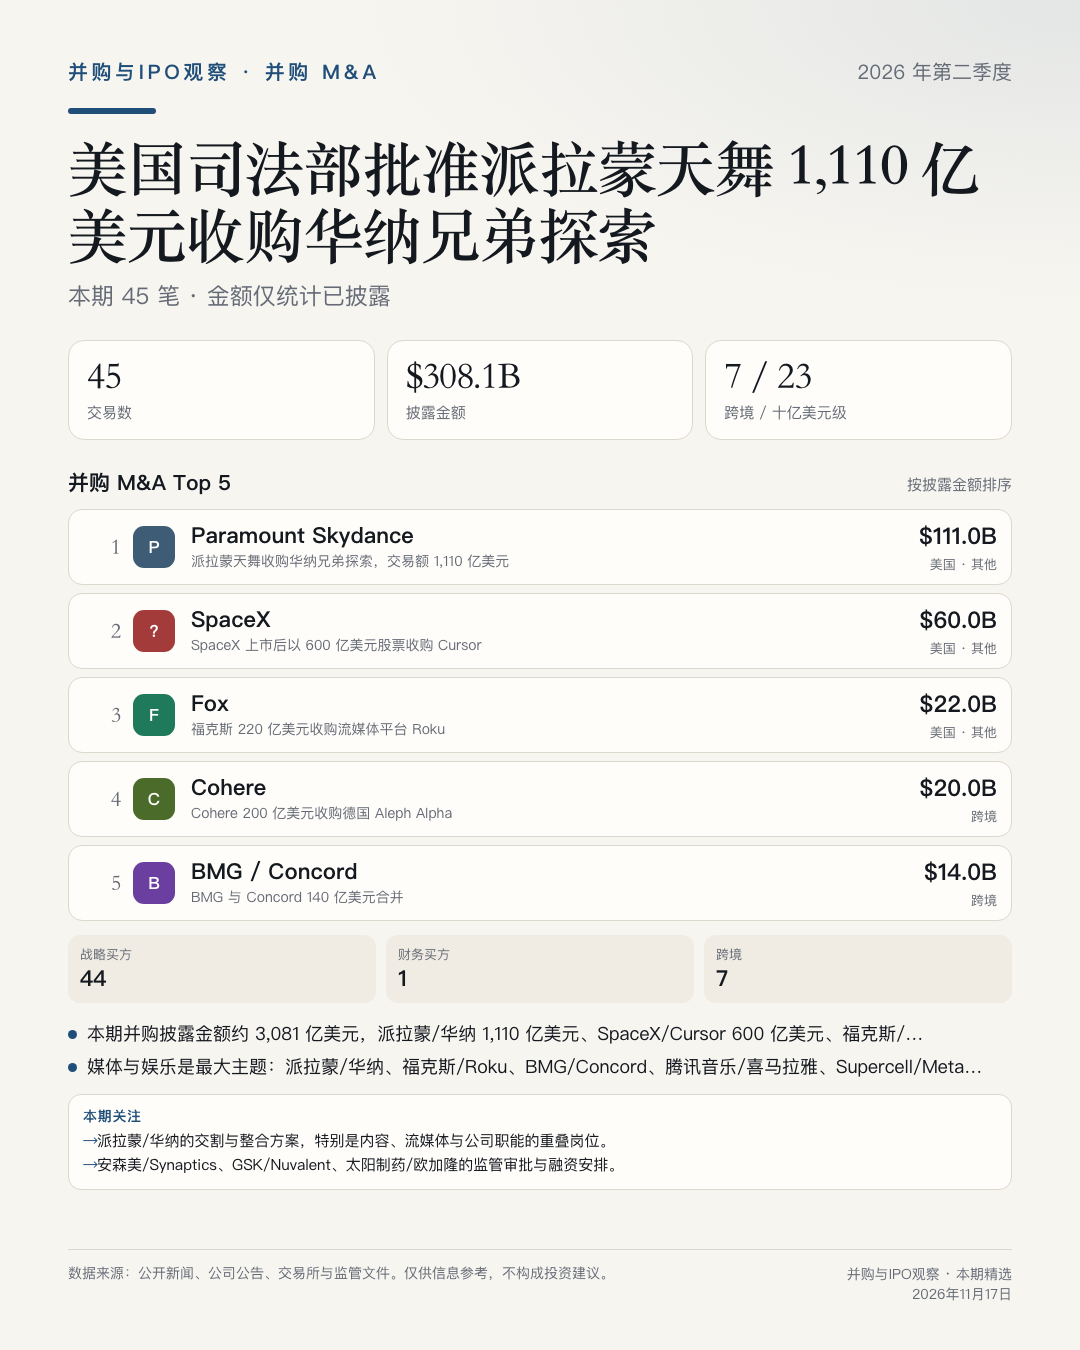 并购与IPO观察 · 并购 M&A
2026 年第二季度
美国司法部批准派拉蒙天舞 1,110 亿
美元收购华纳兄弟探索
本期 45 笔 · 金额仅统计已披露
45
交易数
$308.1B
披露金额
7 / 23
跨境 / 十亿美元级
并购 M&A Top 5
按披露金额排序
1
P
Paramount Skydance
派拉蒙天舞收购华纳兄弟探索，交易额 1,110 亿美元
$111.0B
美国 · 其他
2
?
SpaceX
SpaceX 上市后以 600 亿美元股票收购 Cursor
$60.0B
美国 · 其他
3
F
Fox
福克斯 220 亿美元收购流媒体平台 Roku
$22.0B
美国 · 其他
4
C
Cohere
Cohere 200 亿美元收购德国 Aleph Alpha
$20.0B
跨境
5
B
BMG / Concord
BMG 与 Concord 140 亿美元合并
$14.0B
跨境
战略买方
44
财务买方
1
跨境
7
本期并购披露金额约 3,081 亿美元，派拉蒙/华纳 1,110 亿美元、SpaceX/Cursor 600 亿美元、福克斯/…
媒体与娱乐是最大主题：派拉蒙/华纳、福克斯/Roku、BMG/Concord、腾讯音乐/喜马拉雅、Supercell/Meta…
本期关注
→派拉蒙/华纳的交割与整合方案，特别是内容、流媒体与公司职能的重叠岗位。
→安森美/Synaptics、GSK/Nuvalent、太阳制药/欧加隆的监管审批与融资安排。
数据来源：公开新闻、公司公告、交易所与监管文件。仅供信息参考，不构成投资建议。
并购与IPO观察 · 本期精选
2026年11月17日